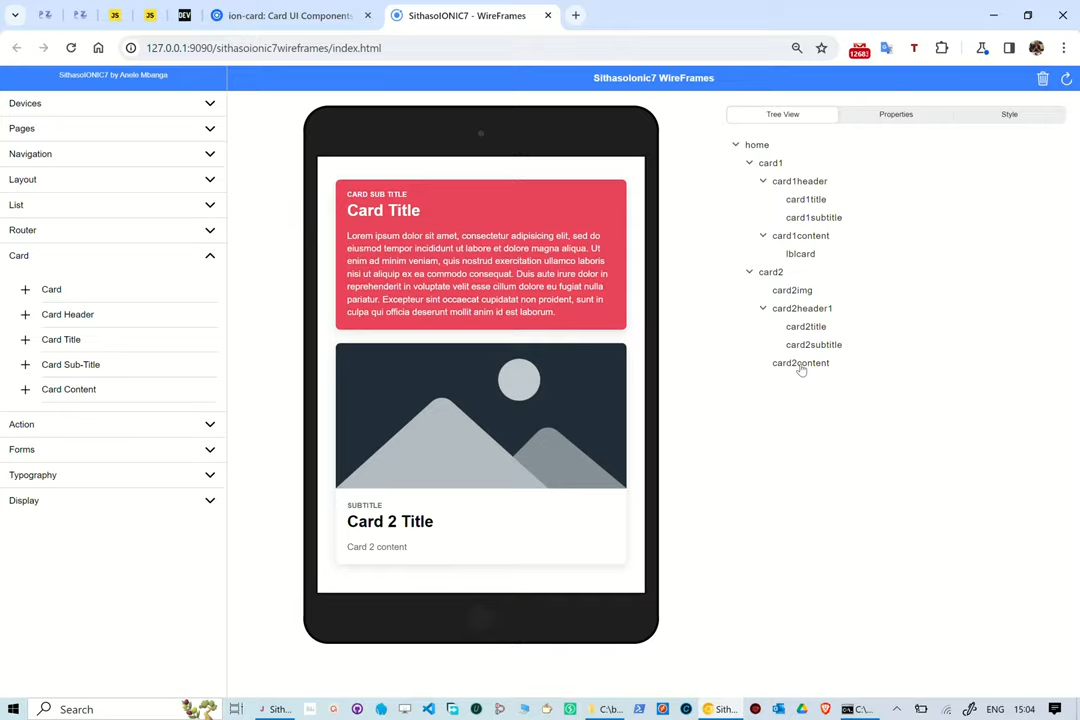 ion-card: Card UI Components
SithasoIONIC7 - WireFrames
127.0.0.1:9090/sithasoionic7wireframes/index.html
12683
SithasoIONIC7 by Anele Mbanga
SithasoIonic7 WireFrames
Devices
Pages
Navigation
Layout
List
Router
Card
Card
Card Header
Card Title
Card Sub-Title
Card Content
Action
Forms
Typography
Display
CARD SUB TITLE
Card Title
Lorem ipsum dolor sit amet, consectetur adipisicing elit, sed do
eiusmod tempor incididunt ut labore et dolore magna aliqua. Ut
enim ad minim veniam, quis nostrud exercitation ullamco laboris
nisi ut aliquip ex ea commodo consequat. Duis aute irure dolor in
reprehenderit in voluptate velit esse cillum dolore eu fugiat nulla
pariatur. Excepteur sint occaecat cupidatat non proident, sunt in
culpa qui officia deserunt mollit anim id est laborum.
SUBTITLE
Card 2 Title
Card 2 content
Tree View
Properties
Style
home
card1
card1header
card1title
card1subtitle
card1content
lblcard
card2
card2img
card2header1
card2title
card2subtitle
card2content
Search
Sith...
C:\b...
Sith...
C:\...
ENG
15:04